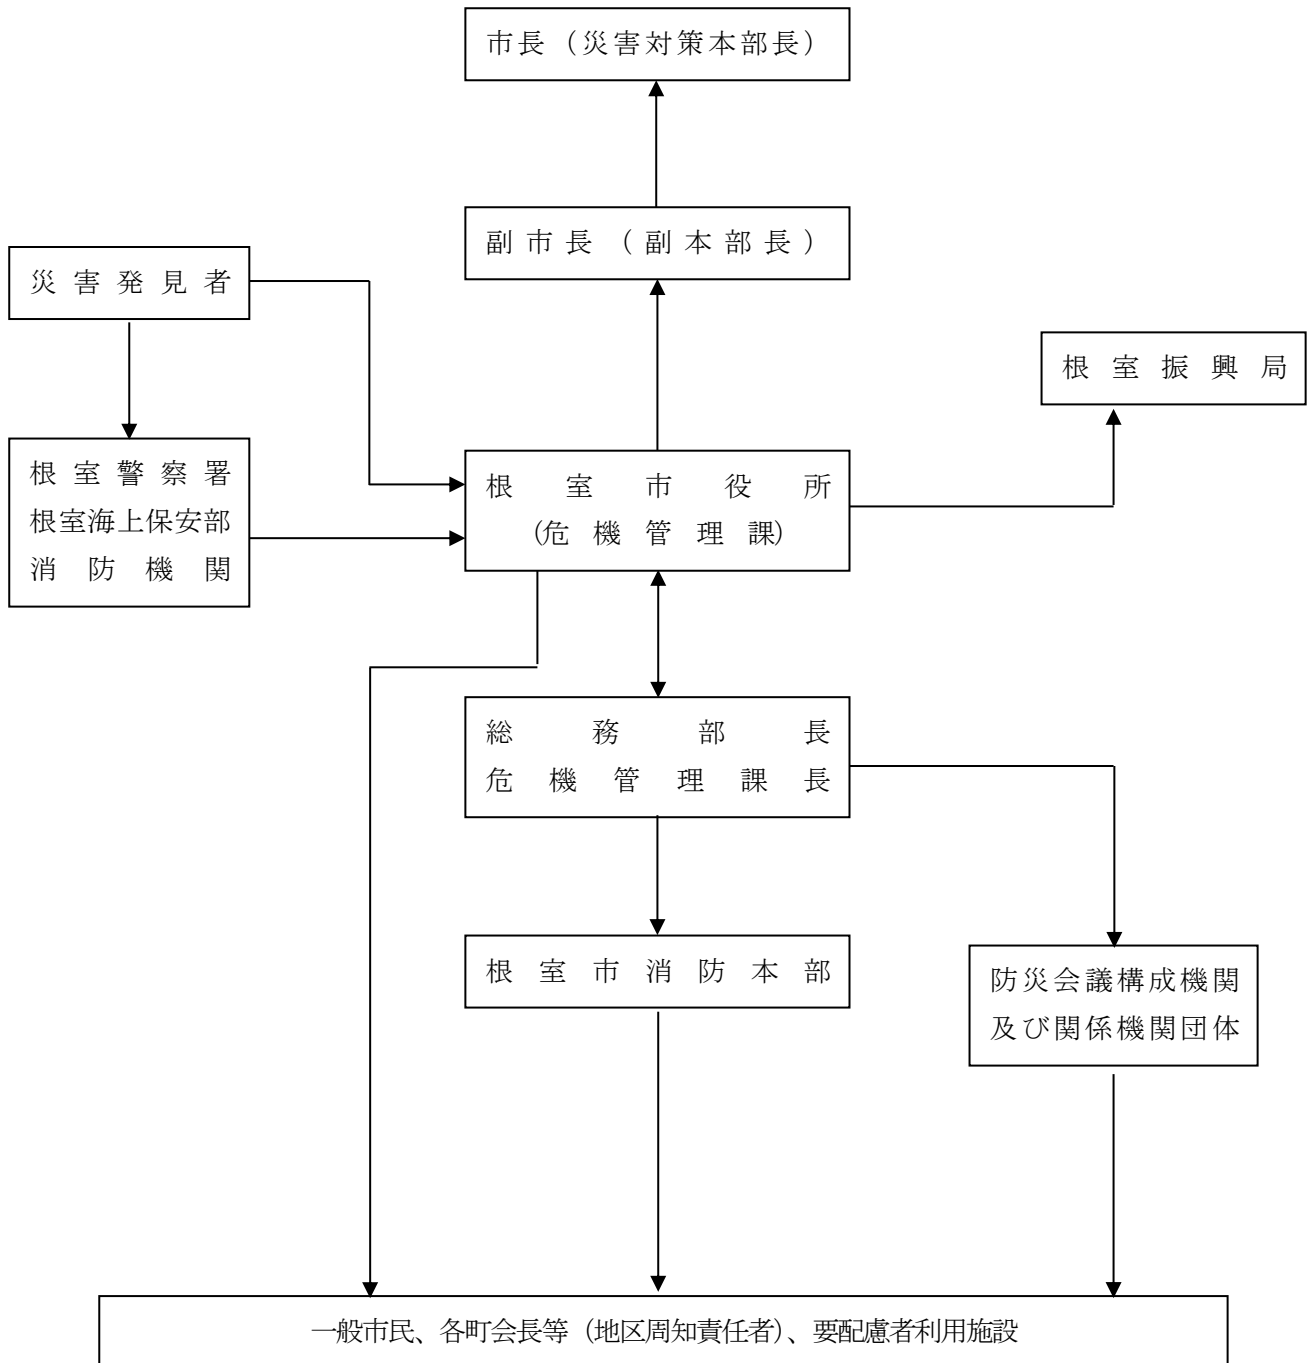 市長（災害対策本部長）
副市長（副本部長）
災害発見者
根室振興局
根室警察署
根室海上保安部
消防機関
根室市役所
(危機管理課)
総務部長
危機管理課長
根室市消防本部
防災会議構成機関
及び関係機関団体
一般市民、各町会長等（地区周知責任者）、要配慮者利用施設